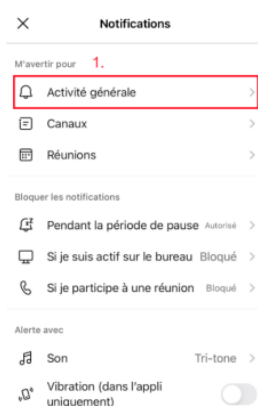 Notifications
M'avertir pour 1.
Activité générale
Canaux
Réunions
Bloquer les notifications
Pendant la période de pause Autorisé
Si je suis actif sur le bureau Bloqué
Si je participe à une réunion Bloqué
Alerte avec
Son Tri-tone
Vibration (dans l'appli
uniquement)